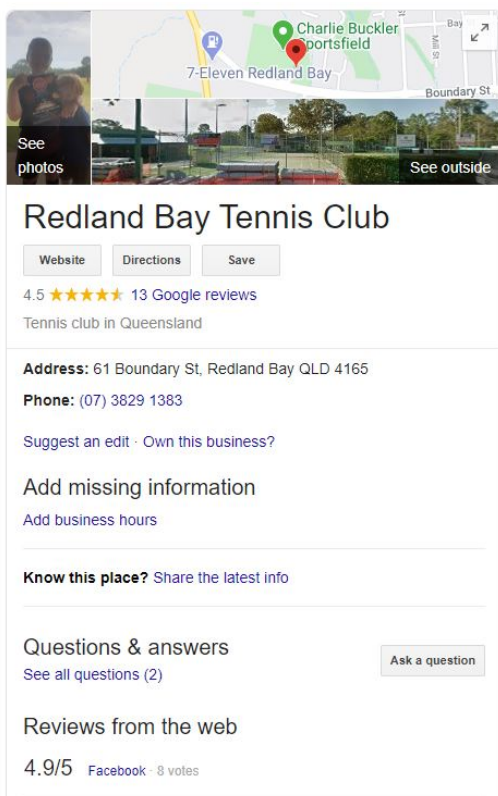 Charlie Buckler
Sportsfield
Bay
Mill St
7-Eleven Redland Bay
Boundary St
See
photos
See outside
Redland Bay Tennis Club
Website Directions Save
4.5 13 Google reviews
Tennis club in Queensland
Address: 61 Boundary St, Redland Bay QLD 4165
Phone: (07) 3829 1383
Suggest an edit · Own this business?
Add missing information
Add business hours
Know this place? Share the latest info
Questions & answers
See all questions (2)
Ask a question
Reviews from the web
4.9/5 Facebook · 8 votes